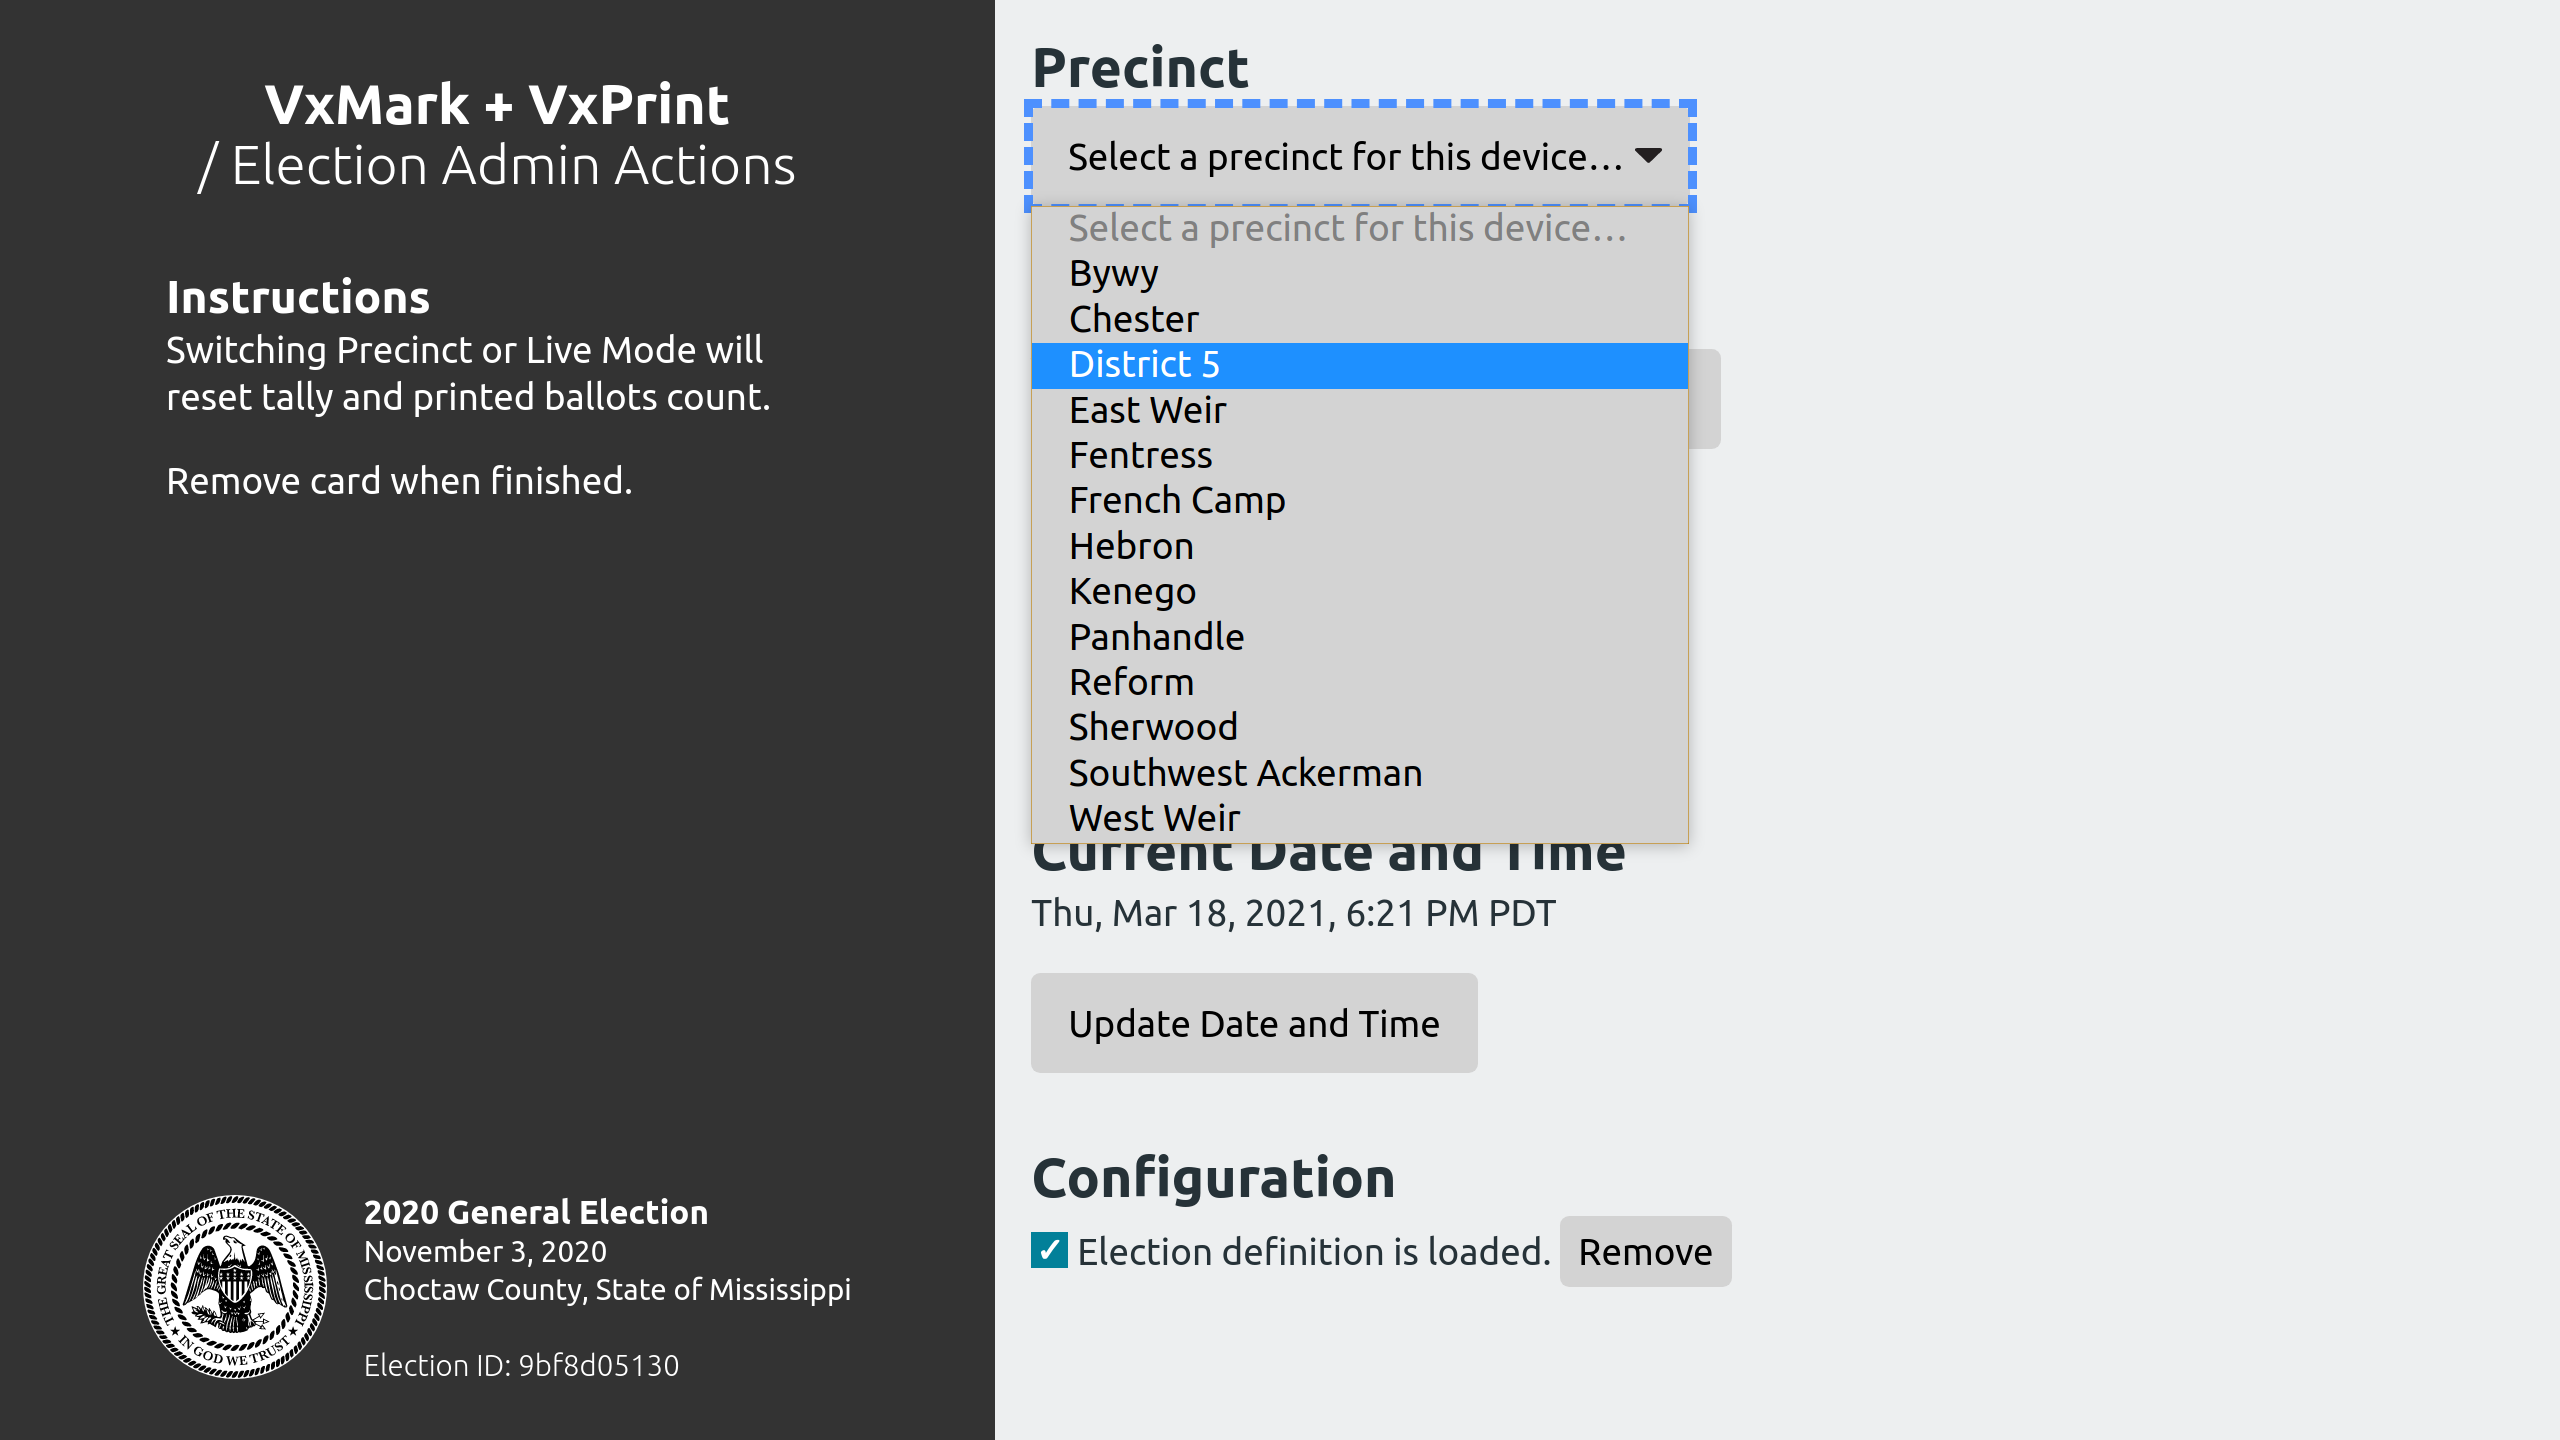 VxMark + VxPrint
/ Election Admin Actions
Instructions
Switching Precinct or Live Mode will
reset tally and printed ballots count.
Remove card when finished.
THE GREAT SEAL OF THE STATE OF MISSISSIPPI
IN GOD WE TRUST
2020 General Election
November 3, 2020
Choctaw County, State of Mississippi
Election ID: 9bf8d05130
Precinct
Select a precinct for this device…
Select a precinct for this device…
Bywy
Chester
District 5
East Weir
Fentress
French Camp
Hebron
Kenego
Panhandle
Reform
Sherwood
Southwest Ackerman
West Weir
Current Date and Time
Thu, Mar 18, 2021, 6:21 PM PDT
Update Date and Time
Configuration
✓ Election definition is loaded. Remove